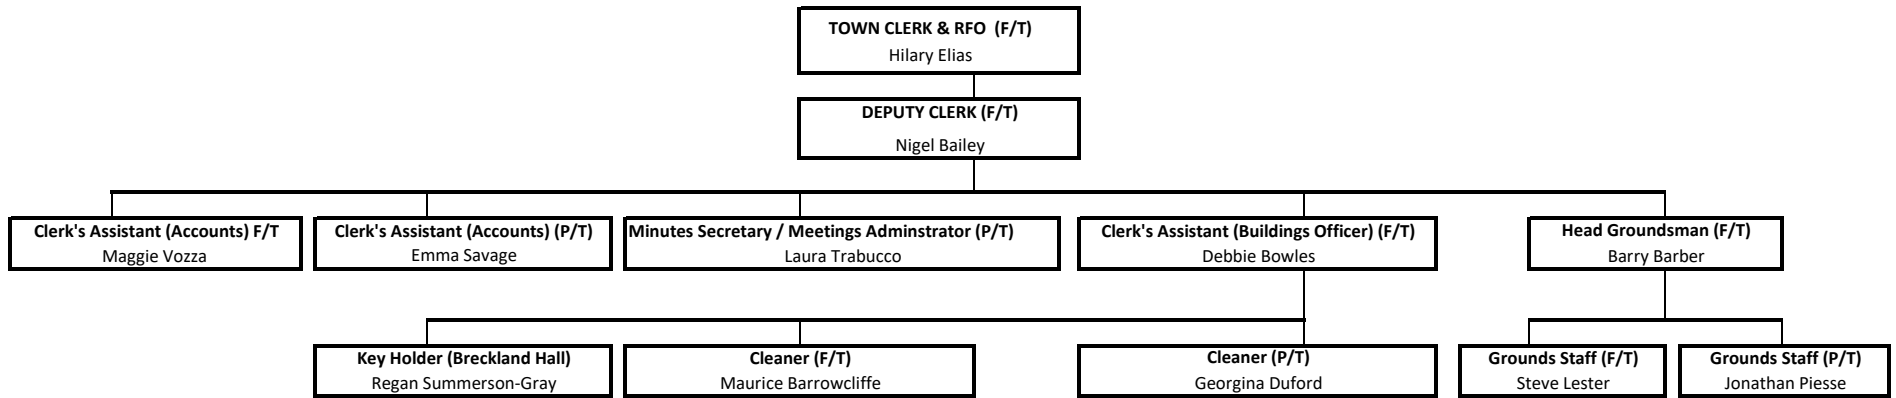 TOWN CLERK & RFO (F/T)
Hilary Elias
DEPUTY CLERK (F/T)
Nigel Bailey
Clerk's Assistant (Accounts) F/T
Maggie Vozza
Clerk's Assistant (Accounts) (P/T)
Emma Savage
Minutes Secretary / Meetings Adminstrator (P/T)
Laura Trabucco
Clerk's Assistant (Buildings Officer) (F/T)
Debbie Bowles
Head Groundsman (F/T)
Barry Barber
Key Holder (Breckland Hall)
Regan Summerson-Gray
Cleaner (F/T)
Maurice Barrowcliffe
Cleaner (P/T)
Georgina Duford
Grounds Staff (F/T)
Steve Lester
Grounds Staff (P/T)
Jonathan Piesse